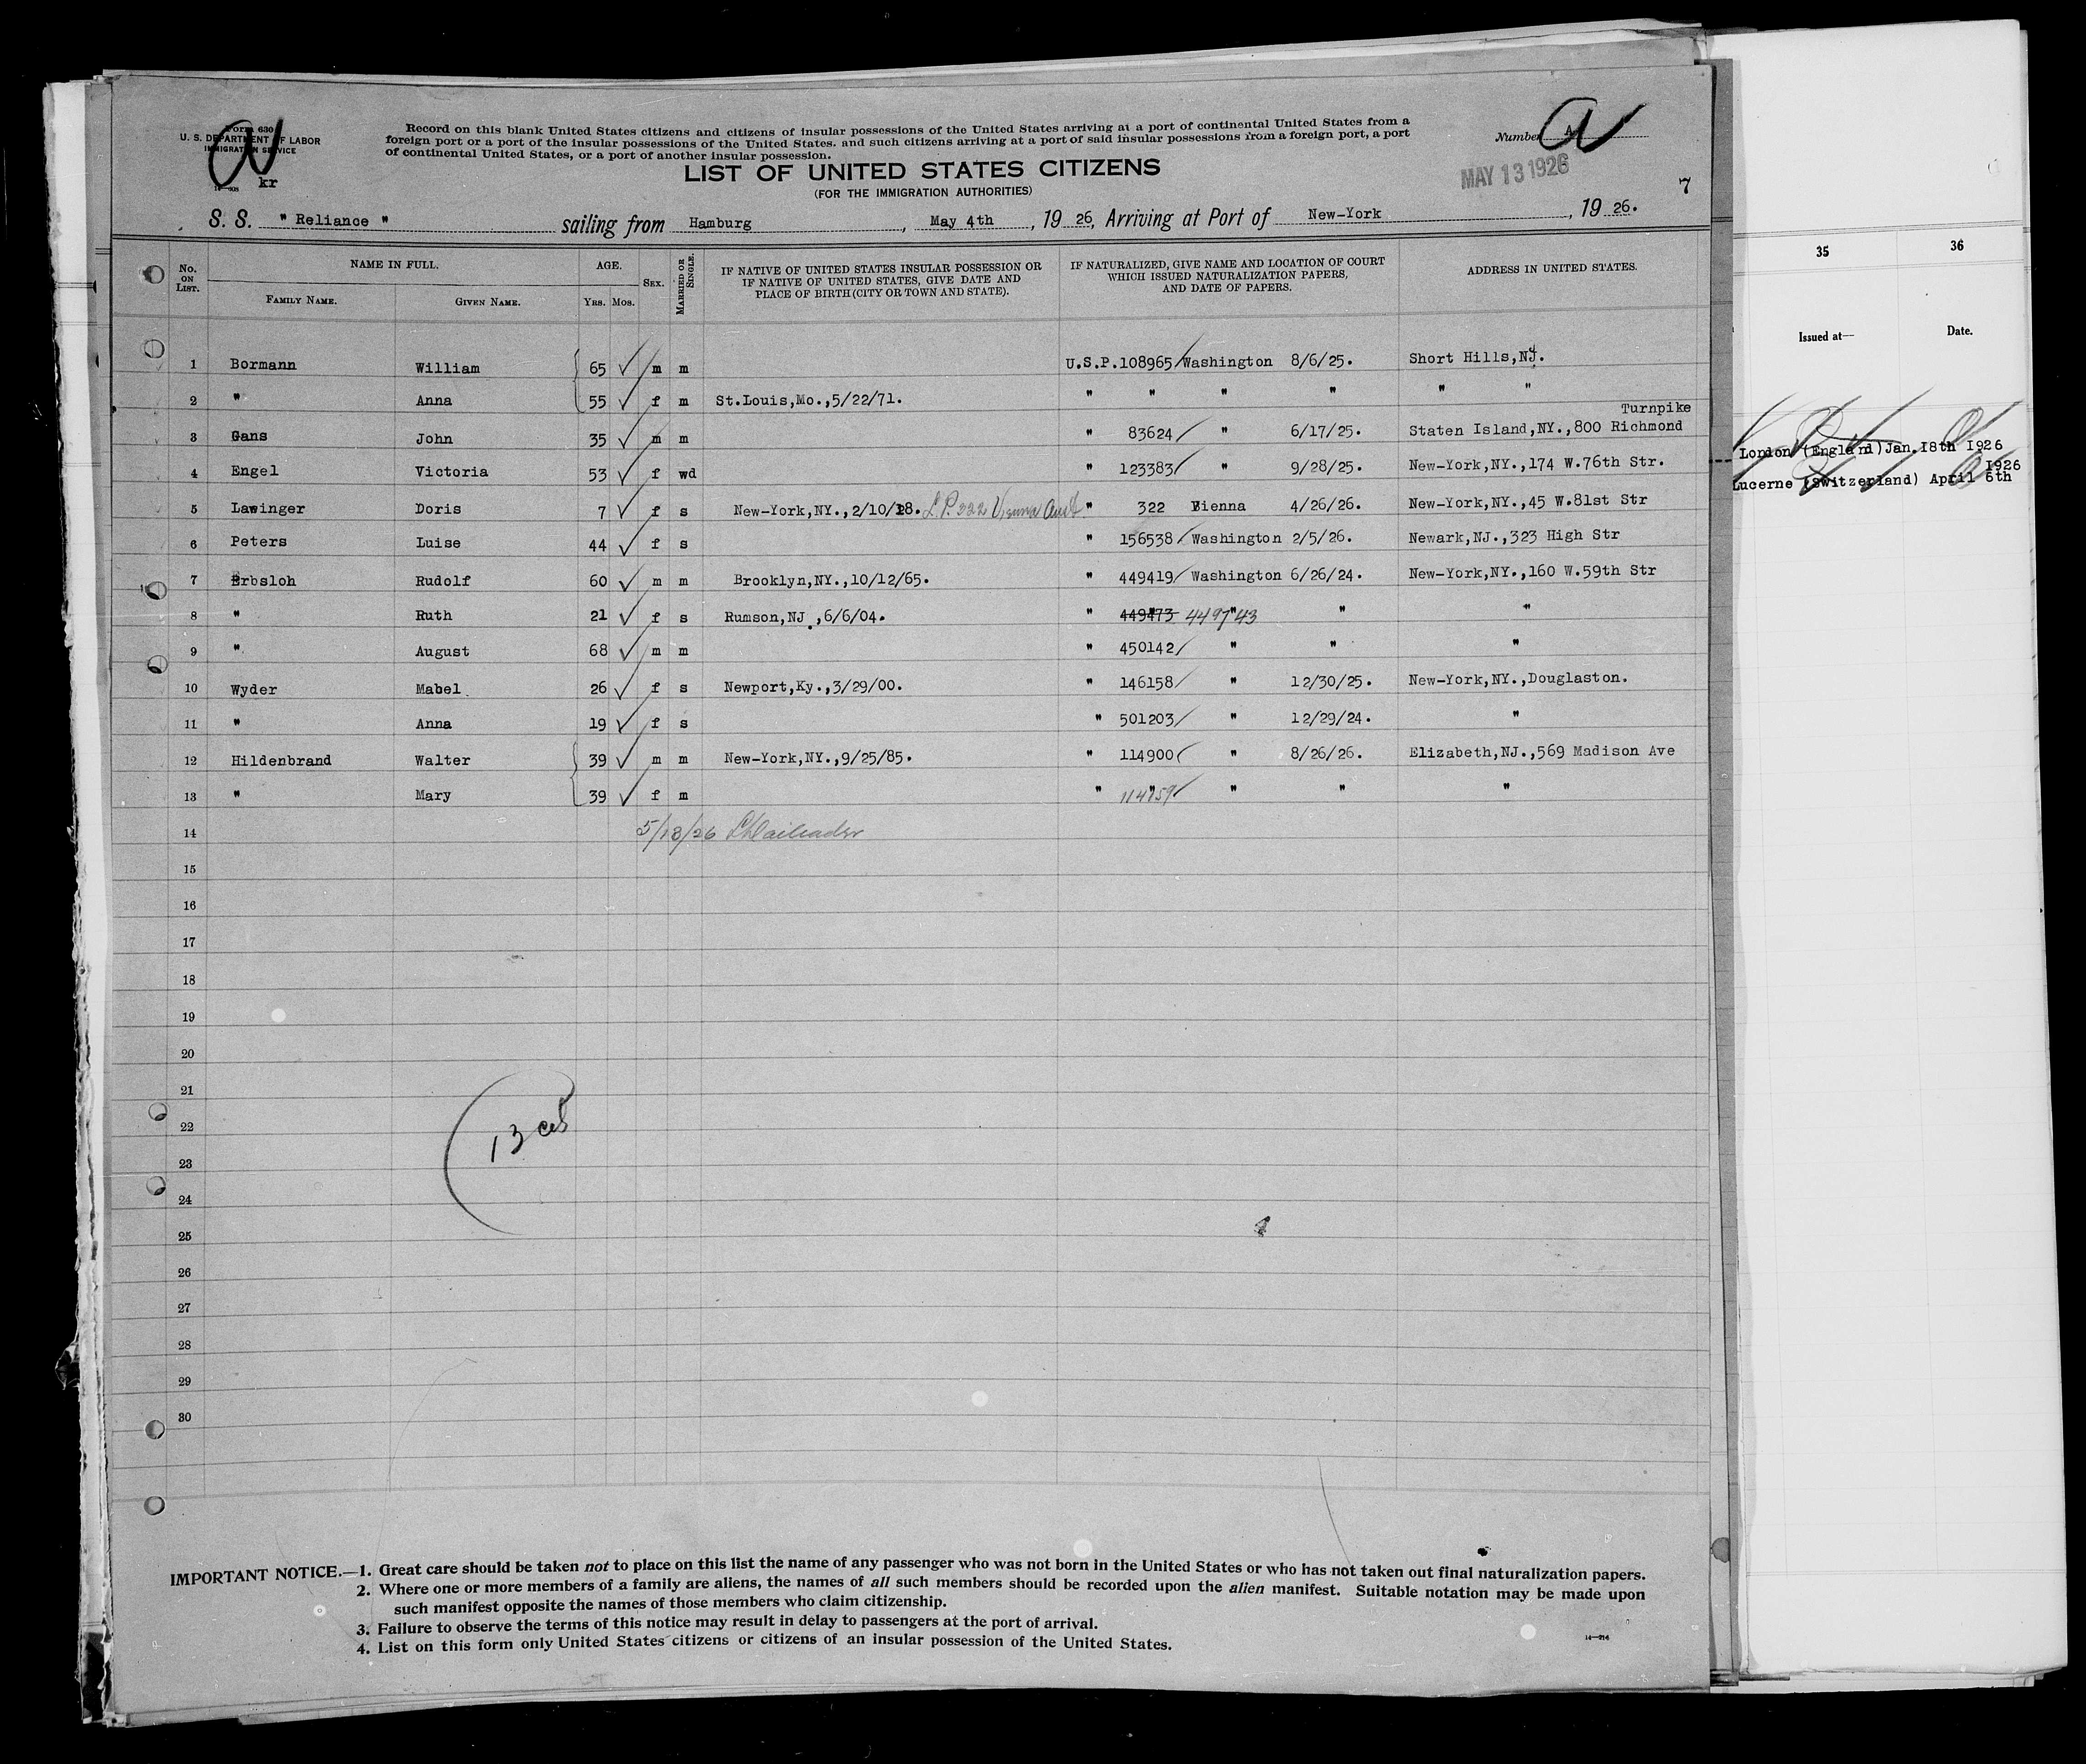 Form 630
U. S. DEPARTMENT OF LABOR
IMMIGRATION SERVICE
kr
Record on this blank United States citizens and citizens of insular possessions of the United States arriving at a port of continental United States from a
foreign port or a port of the insular possessions of the United States. and such citizens arriving at a port of said insular possessions from a foreign port, a port
of continental United States, or a port of another insular possession.
Number A
LIST OF UNITED STATES CITIZENS
(FOR THE IMMIGRATION AUTHORITIES)
MAY 13 1926
7
S. S. " Reliance " sailing from Hamburg, May 4th, 1926, Arriving at Port of New-York, 1926.
No. ON LIST. NAME IN FULL. AGE. SEX. MARRIED OR SINGLE. IF NATIVE OF UNITED STATES INSULAR POSSESSION OR IF NATIVE OF UNITED STATES, GIVE DATE AND PLACE OF BIRTH (CITY OR TOWN AND STATE). IF NATURALIZED, GIVE NAME AND LOCATION OF COURT WHICH ISSUED NATURALIZATION PAPERS, AND DATE OF PAPERS. ADDRESS IN UNITED STATES.
FAMILY NAME. GIVEN NAME. YRS. MOS.
1 Bormann William 65 m m U.S.P.108965 Washington 8/6/25. Short Hills,NJ.
2 " Anna 55 f m St.Louis,Mo.,5/22/71. " " " " " "
3 Gans John 35 m m " 83624 " 6/17/25. Staten Island,NY.,800 Richmond Turnpike
4 Engel Victoria 53 f wd " 123383 " 9/28/25. New-York,NY.,174 W.76th Str.
5 Lawinger Doris 7 f s New-York,NY.,2/10/18. S.P. 322 Vienna Aust " 322 Vienna 4/26/26. New-York,NY.,45 W.81st Str
6 Peters Luise 44 f s " 156538 Washington 2/5/26. Newark,NJ.,323 High Str
7 Erbsloh Rudolf 60 m m Brooklyn,NY.,10/12/65. " 449419 Washington 6/26/24. New-York,NY.,160 W.59th Str
8 " Ruth 21 f s Rumson,NJ.,6/6/04. " 449473 449743 " " "
9 " August 68 m m " 450142 " " "
10 Wyder Mabel 26 f s Newport,Ky.,3/29/00. " 146158 " 12/30/25. New-York,NY.,Douglaston.
11 " Anna 19 f s " 501203 " 12/29/24. "
12 Hildenbrand Walter 39 m m New-York,NY.,9/25/85. " 114900 " 8/26/26. Elizabeth,NJ.,569 Madison Ave
13 " Mary 39 f m " " 114759 " " "
14 5/13/26
15
16
17
18
19
20
21
22
23
24
25
26
27
28
29
30
13
IMPORTANT NOTICE.—1. Great care should be taken not to place on this list the name of any passenger who was not born in the United States or who has not taken out final naturalization papers.
2. Where one or more members of a family are aliens, the names of all such members should be recorded upon the alien manifest. Suitable notation may be made upon
such manifest opposite the names of those members who claim citizenship.
3. Failure to observe the terms of this notice may result in delay to passengers at the port of arrival.
4. List on this form only United States citizens or citizens of an insular possession of the United States.
35 36
Issued at— Date.
London (England) Jan.18th 1926
1926
Lucerne (Switzerland) April 6th